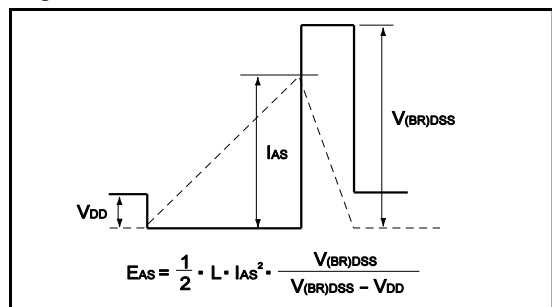 V(BR)DSS
IAS
VDD
EAS = 1/2 · L · IAS² · V(BR)DSS / V(BR)DSS – VDD